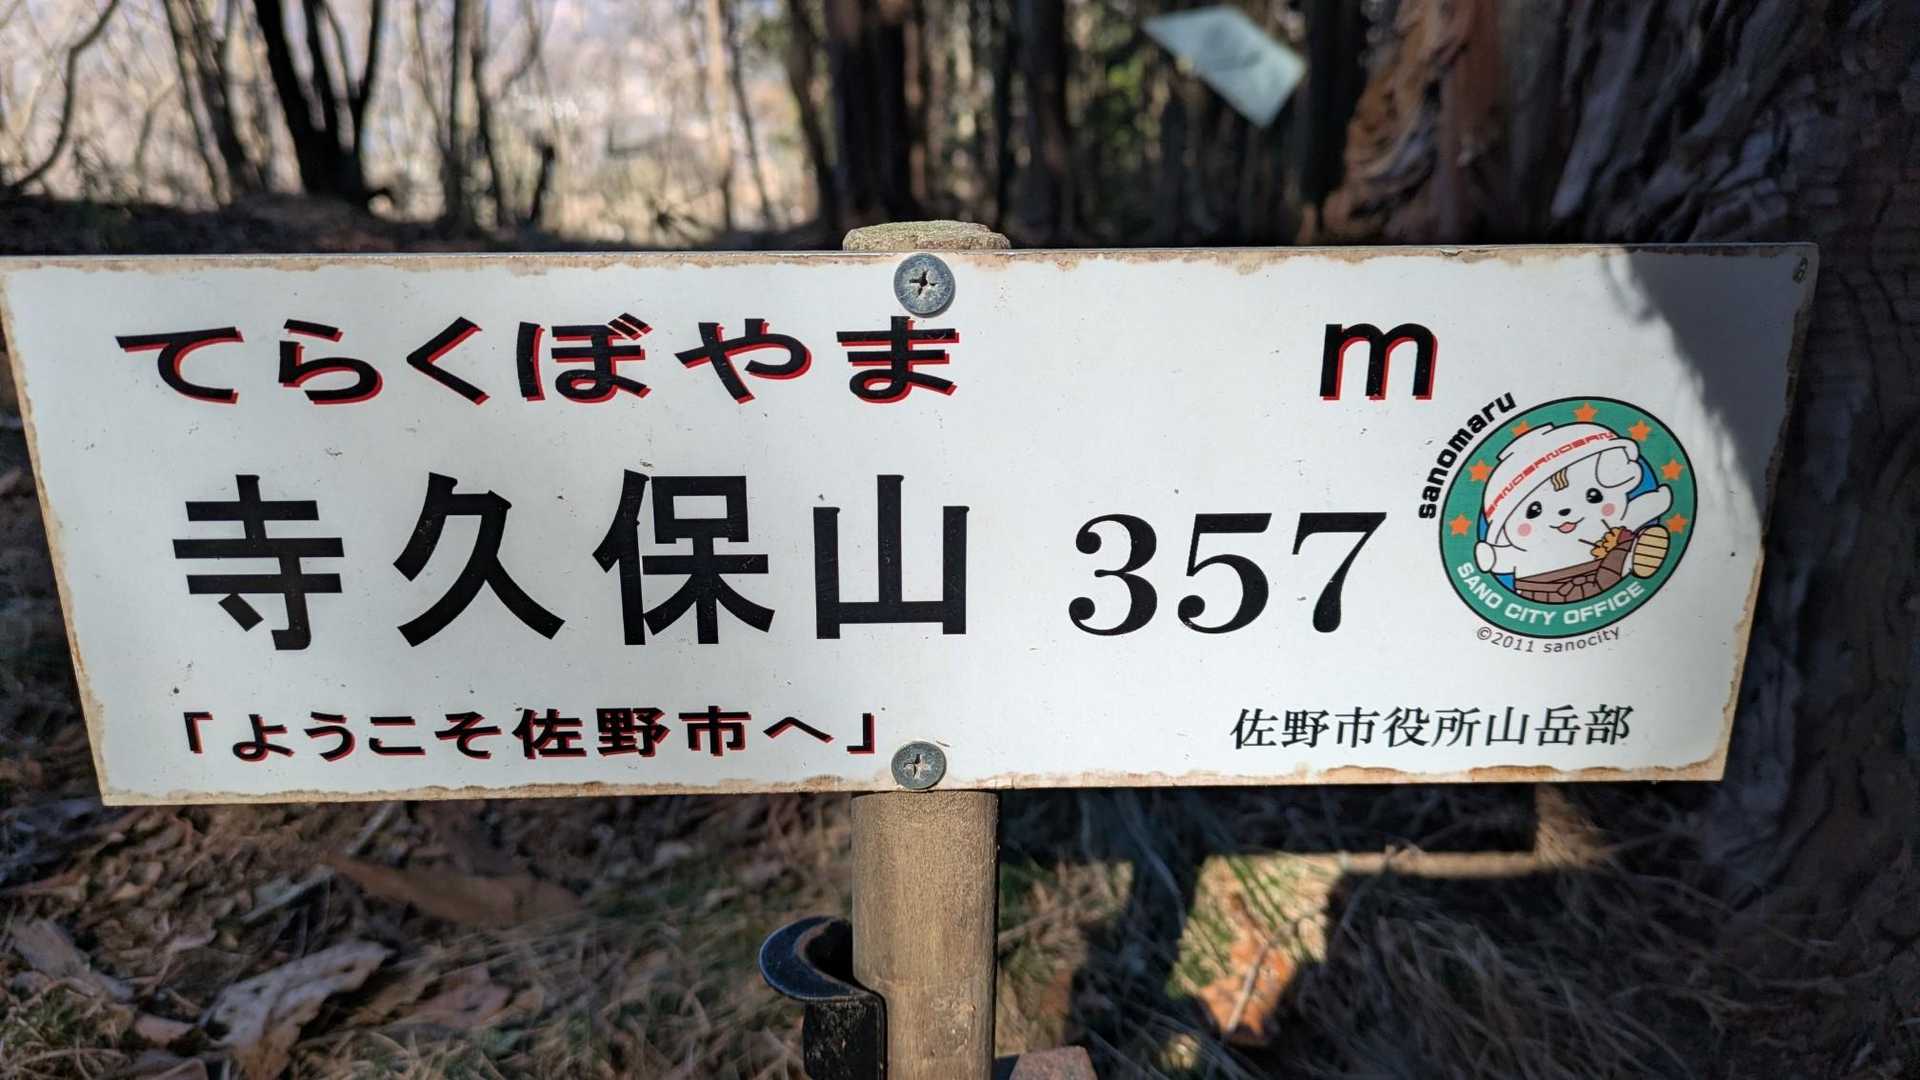 てらくぼやま m
寺久保山 357
sanomaru
SANOSANOSAN
SANO CITY OFFICE
©2011 sanocity
「ようこそ佐野市へ」
佐野市役所山岳部